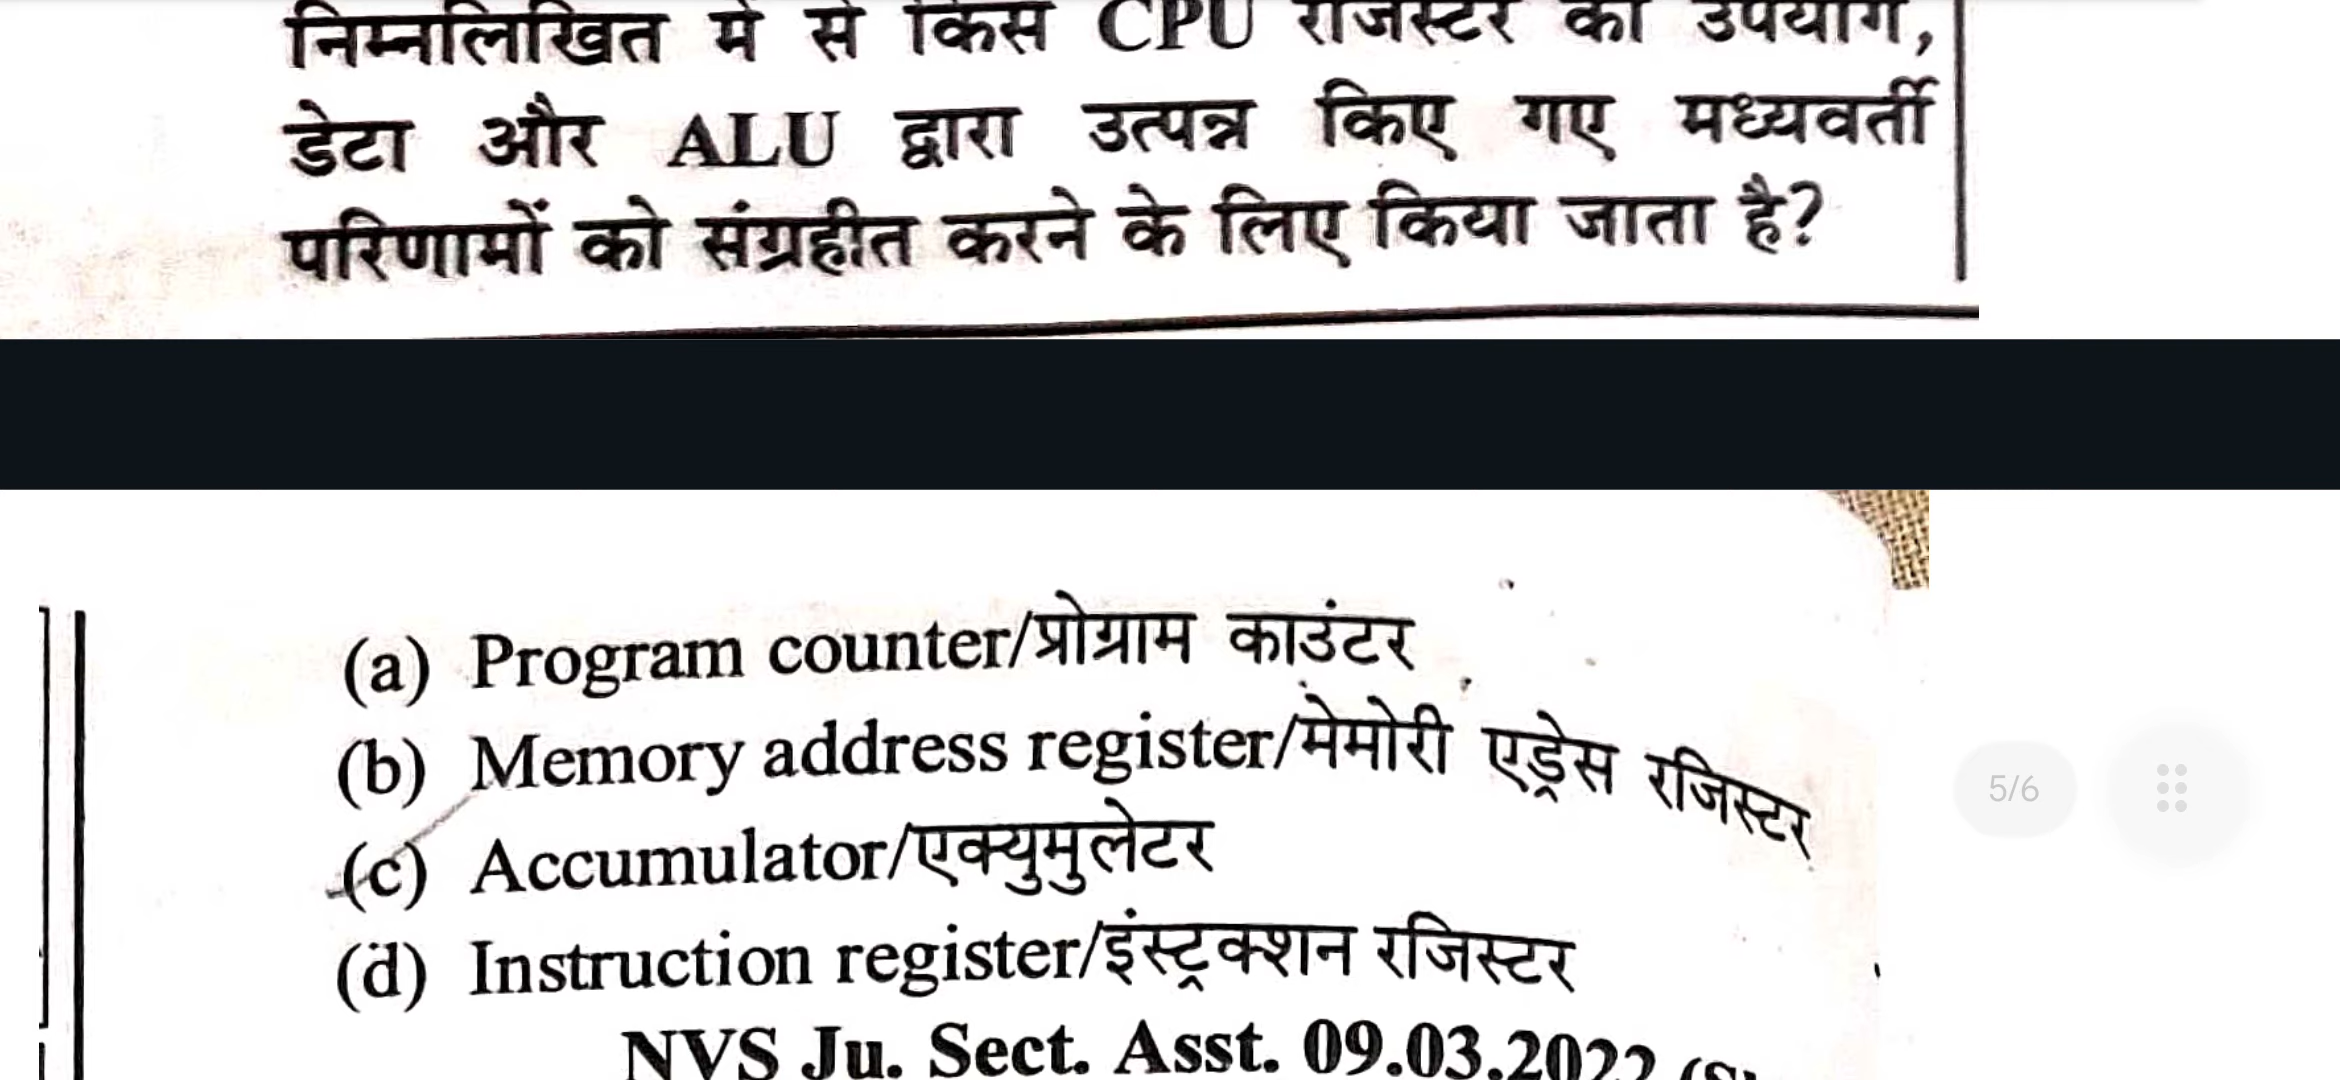 निम्नलिखित में से किस CPU रजिस्टर का उपयोग,
डेटा और ALU द्वारा उत्पन्न किए गए मध्यवर्ती
परिणामों को संग्रहीत करने के लिए किया जाता है?
(a) Program counter/प्रोग्राम काउंटर
(b) Memory address register/मेमोरी एड्रेस रजिस्टर
(c) Accumulator/एक्युमुलेटर
(d) Instruction register/इंस्ट्रक्शन रजिस्टर
5/6
NVS Ju. Sect. Asst. 09.03.2022